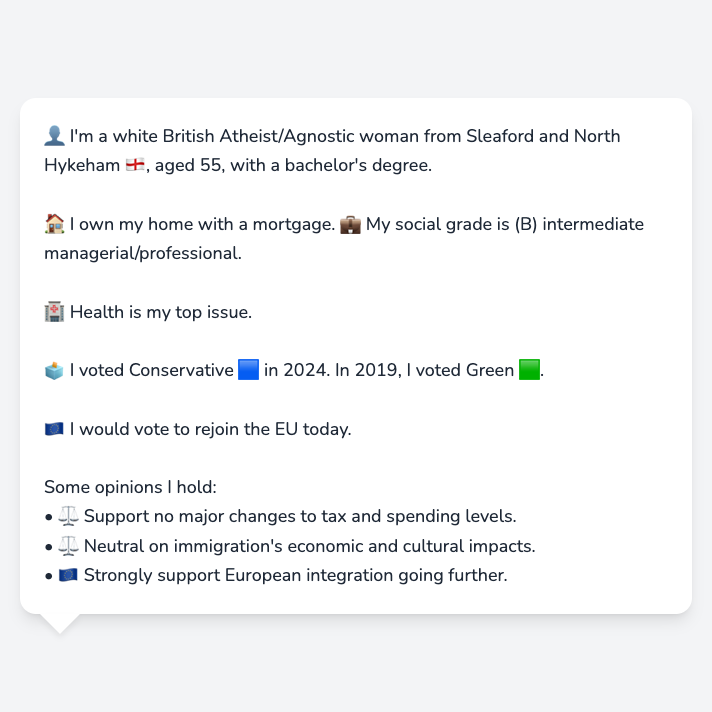 👤 I'm a white British Atheist/Agnostic woman from Sleaford and North
Hykeham 🏴󠁧󠁢󠁥󠁮󠁧󠁿, aged 55, with a bachelor's degree.
🏠 I own my home with a mortgage. 💼 My social grade is (B) intermediate
managerial/professional.
🏥 Health is my top issue.
🗳️ I voted Conservative 🟦 in 2024. In 2019, I voted Green 🟩.
🇪🇺 I would vote to rejoin the EU today.
Some opinions I hold:
• ⚖️ Support no major changes to tax and spending levels.
• ⚖️ Neutral on immigration's economic and cultural impacts.
• 🇪🇺 Strongly support European integration going further.